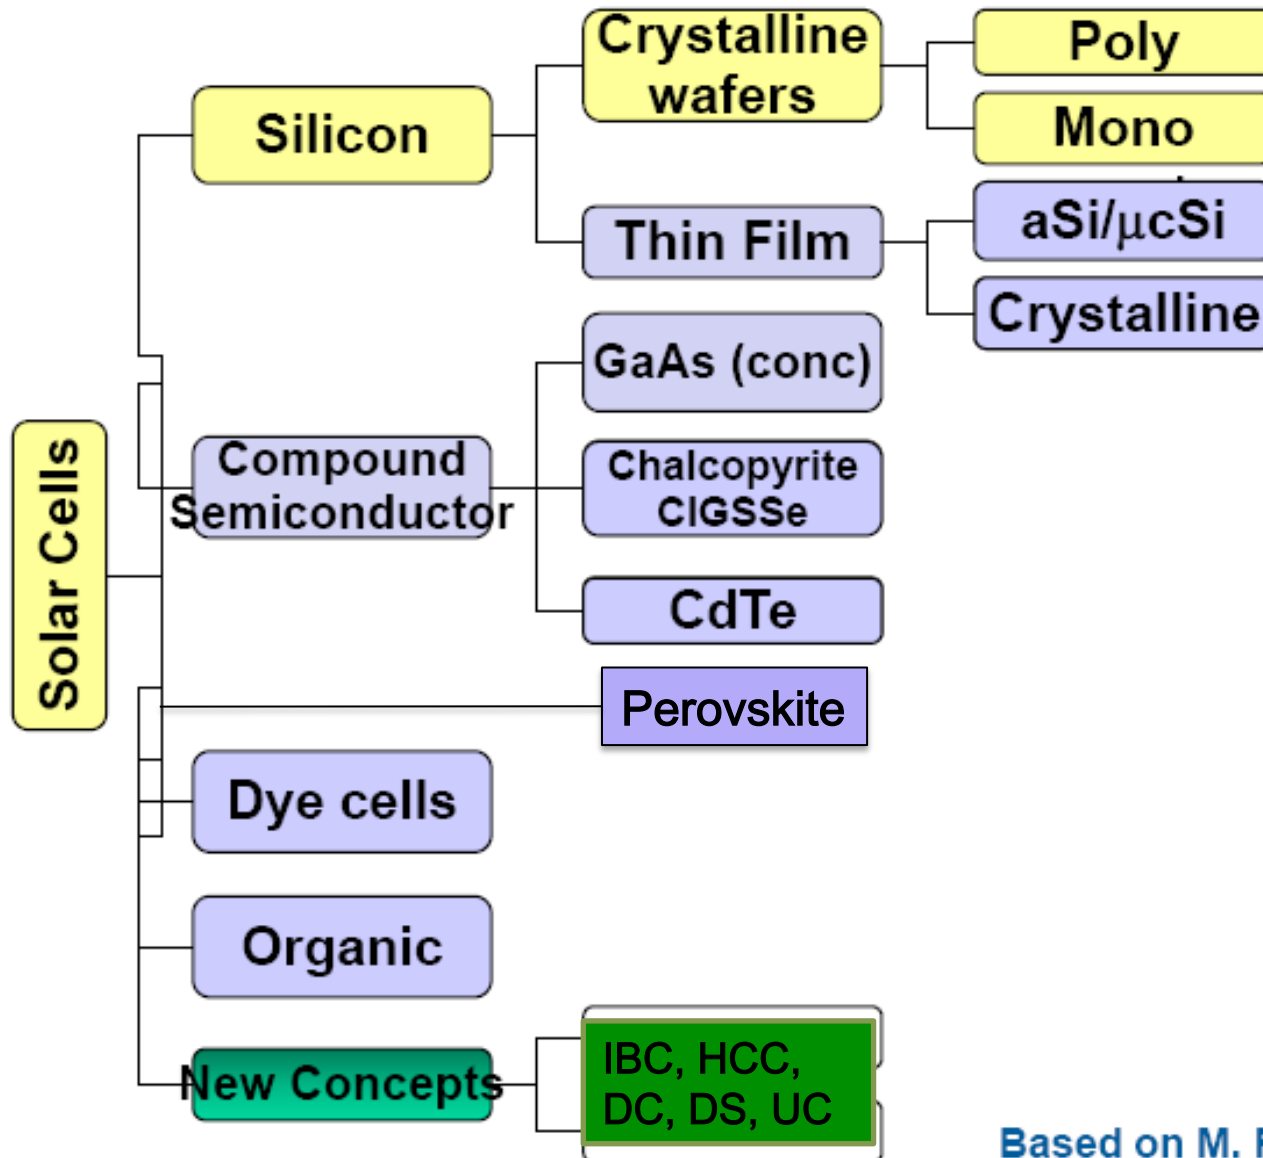 Solar Cells
Silicon
Crystalline
wafers
Poly
Mono
Thin Film
aSi/μcSi
Crystalline
Compound
Semiconductor
GaAs (conc)
Chalcopyrite
CIGSSe
CdTe
Perovskite
Dye cells
Organic
New Concepts
IBC, HCC,
DC, DS, UC
Based on M.